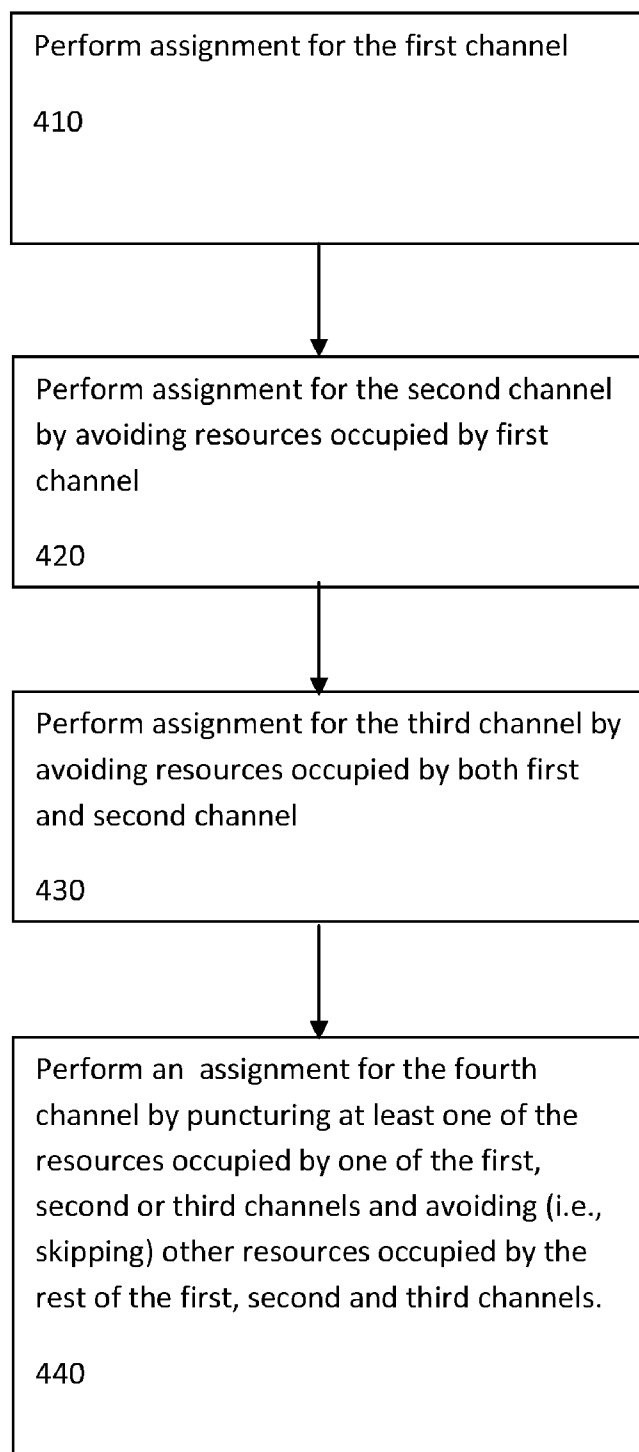 Perform assignment for the first channel
410
Perform assignment for the second channel
by avoiding resources occupied by first
channel
420
Perform assignment for the third channel by
avoiding resources occupied by both first
and second channel
430
Perform an  assignment for the fourth
channel by puncturing at least one of the
resources occupied by one of the first,
second or third channels and avoiding (i.e.,
skipping) other resources occupied by the
rest of the first, second and third channels.
440